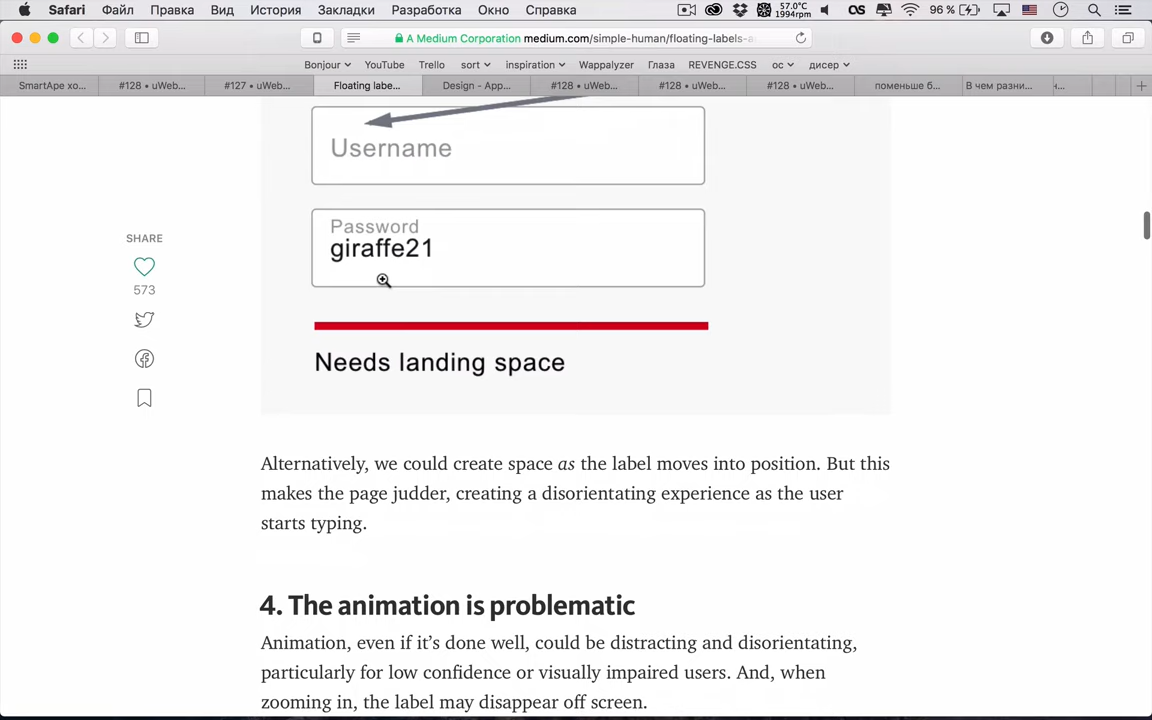 Safari Файл Правка Вид История Закладки Разработка Окно Справка 57.0°C 1994rpm OS 96 %
A Medium Corporation medium.com/simple-human/floating-labels-a
Bonjour YouTube Trello sort inspiration Wappalyzer Глаза REVENGE.CSS ос дисер
SmartApe хо... #128 • uWeb... #127 • uWeb... Floating labe... Design - App... #128 • uWeb... #128 • uWeb... #128 • uWeb... поменьше б... В чем разни...
Username
Password
giraffe21
SHARE
573
Needs landing space
Alternatively, we could create space as the label moves into position. But this
makes the page judder, creating a disorientating experience as the user
starts typing.
4. The animation is problematic
Animation, even if it's done well, could be distracting and disorientating,
particularly for low confidence or visually impaired users. And, when
zooming in, the label may disappear off screen.